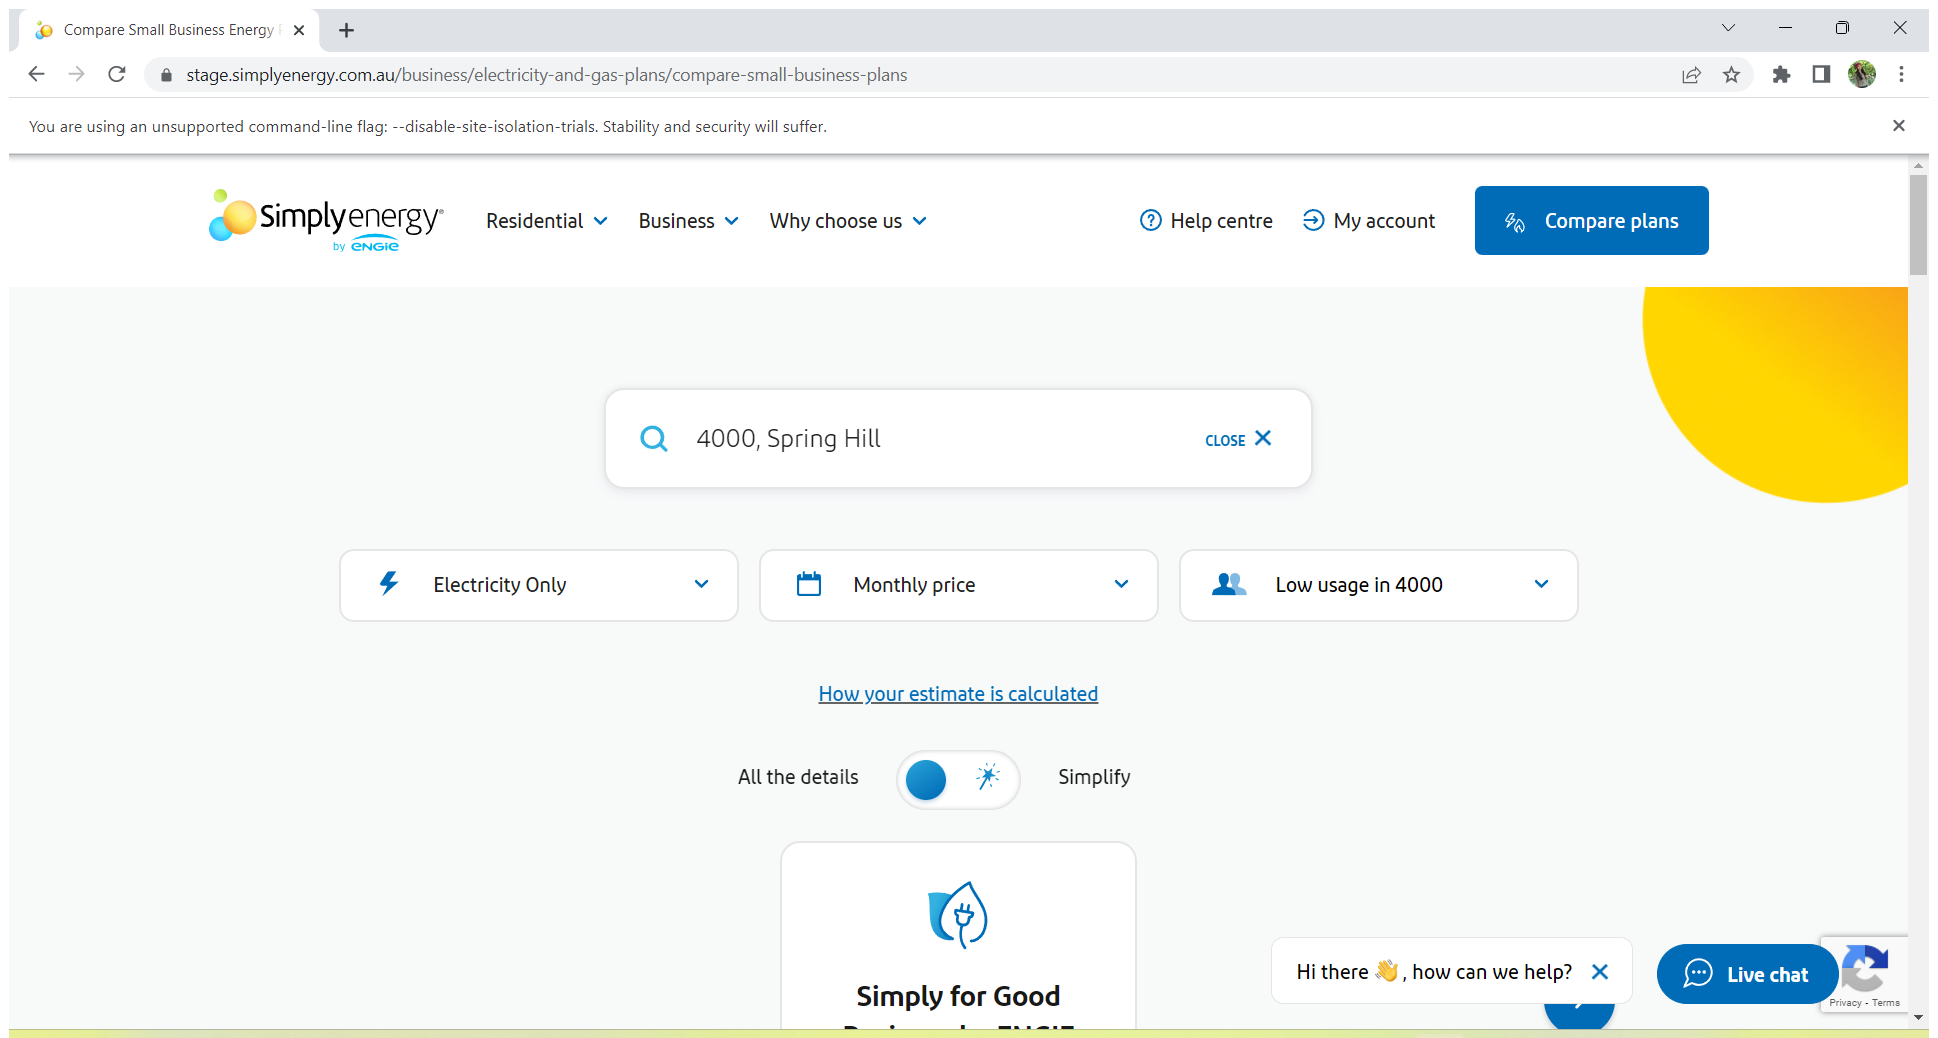 Compare Small Business Energy
stage.simplyenergy.com.au/business/electricity-and-gas-plans/compare-small-business-plans
You are using an unsupported command-line flag: --disable-site-isolation-trials. Stability and security will suffer.
Simplyenergy
by ENGIE
Residential Business Why choose us Help centre My account Compare plans
4000, Spring Hill CLOSE
Electricity Only Monthly price Low usage in 4000
How your estimate is calculated
All the details Simplify
Simply for Good
Hi there 👋, how can we help? Live chat
Privacy - Terms